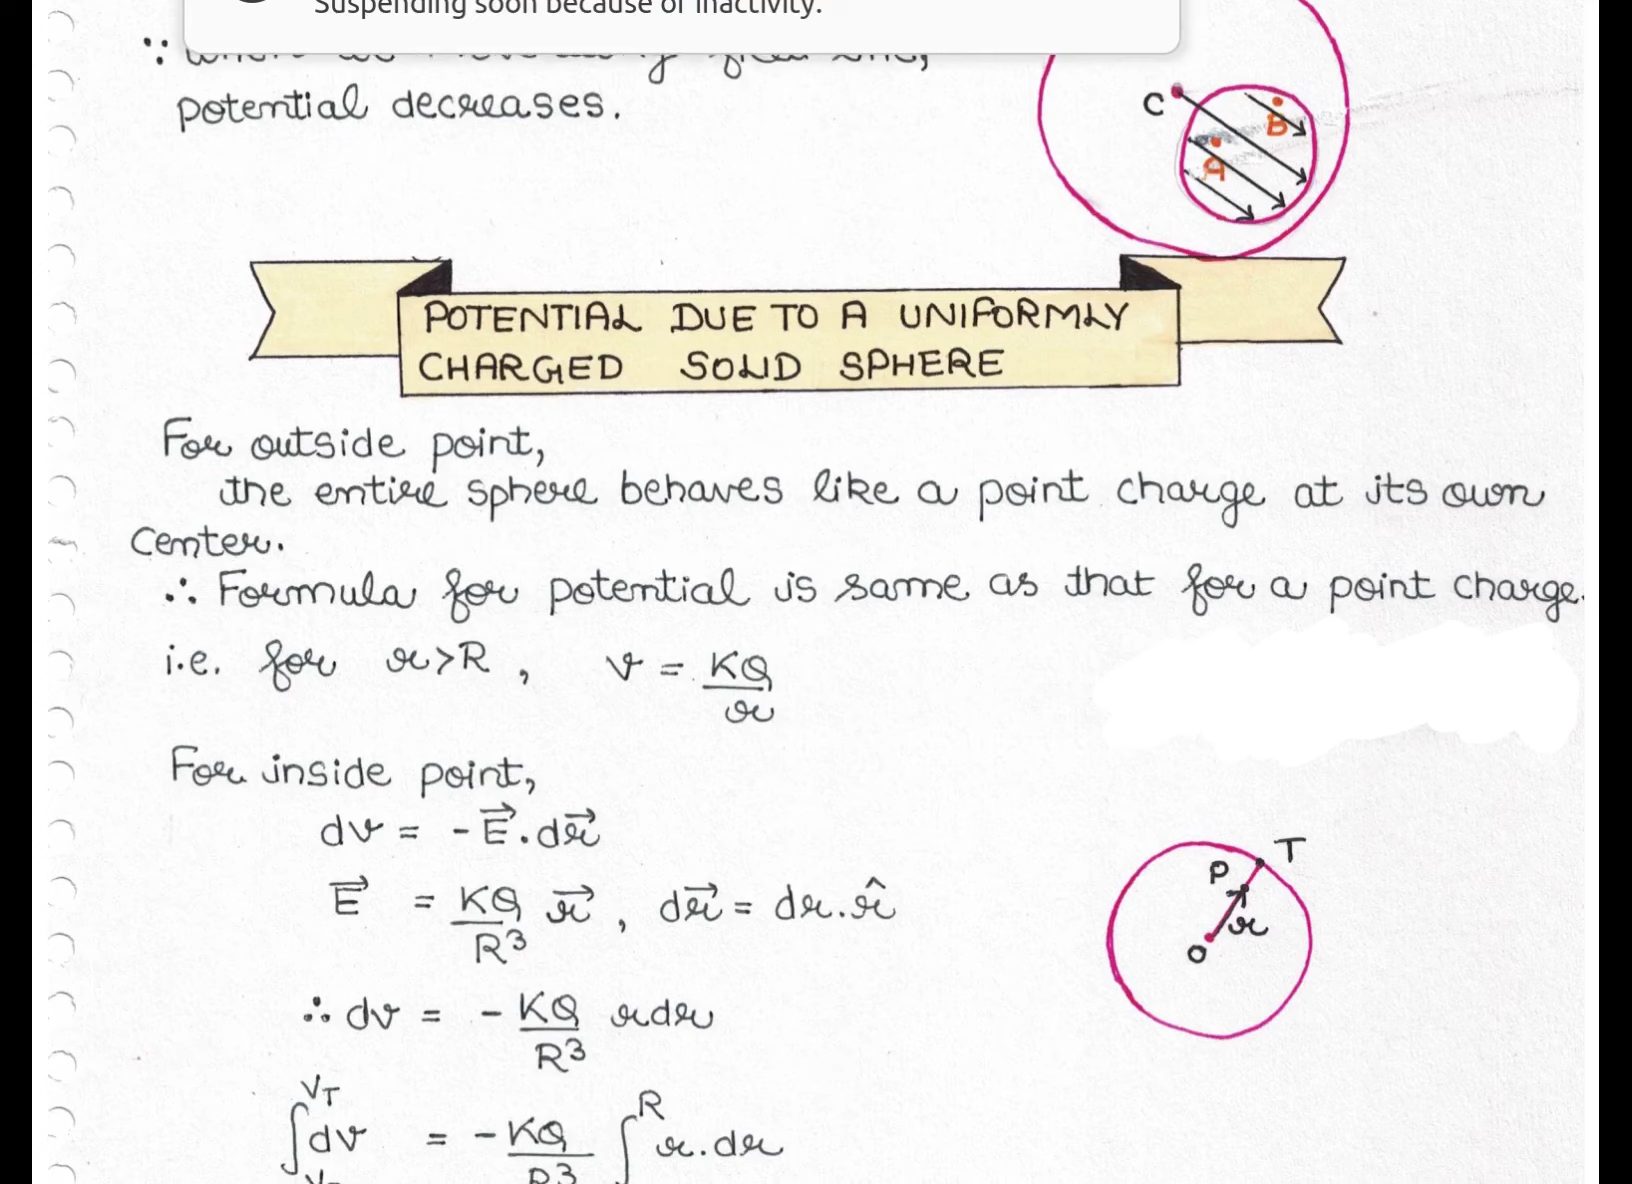 Suspending soon because of inactivity.
∵
potential decreases.
C
B
A
POTENTIAL DUE TO A UNIFORMLY
CHARGED SOLID SPHERE
For outside point,
the entire sphere behaves like a point charge at its own
center.
∴ Formula for potential is same as that for a point charge.
i.e. for r>R , v = KQ/r
For inside point,
dv = -E⃗.dr⃗
E⃗ = KQ/R³ r⃗ , dr⃗ = dr.r̂
T
P
r
O
∴ dv = - KQ/R³ rdr
∫^VT dv = - KQ/R³ ∫^R r.dr